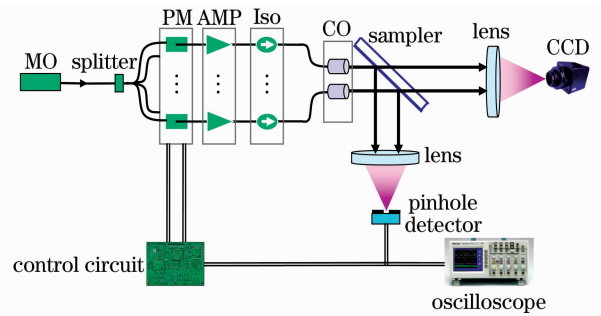 PM AMP Iso
CO
sampler
lens
CCD
MO
splitter
lens
pinhole
detector
control circuit
oscilloscope